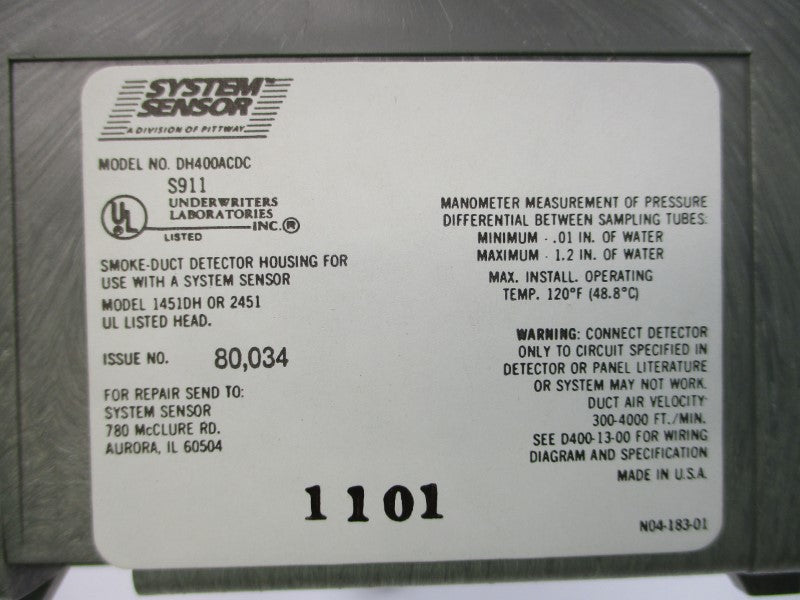 SYSTEM™
SENSOR
A DIVISION OF PITTWAY
MODEL NO. DH400ACDC
S911
UL
®
UNDERWRITERS
LABORATORIES
INC.®
LISTED
SMOKE-DUCT DETECTOR HOUSING FOR
USE WITH A SYSTEM SENSOR
MODEL 1451DH OR 2451
UL LISTED HEAD.
ISSUE NO. 80,034
FOR REPAIR SEND TO:
SYSTEM SENSOR
780 McCLURE RD.
AURORA, IL 60504
MANOMETER MEASUREMENT OF PRESSURE
DIFFERENTIAL BETWEEN SAMPLING TUBES:
MINIMUM - .01 IN. OF WATER
MAXIMUM - 1.2 IN. OF WATER
MAX. INSTALL. OPERATING
TEMP. 120°F (48.8°C)
WARNING: CONNECT DETECTOR
ONLY TO CIRCUIT SPECIFIED IN
DETECTOR OR PANEL LITERATURE
OR SYSTEM MAY NOT WORK.
DUCT AIR VELOCITY
300-4000 FT./MIN.
SEE D400-13-00 FOR WIRING
DIAGRAM AND SPECIFICATION
MADE IN U.S.A.
1101
N04-183-01